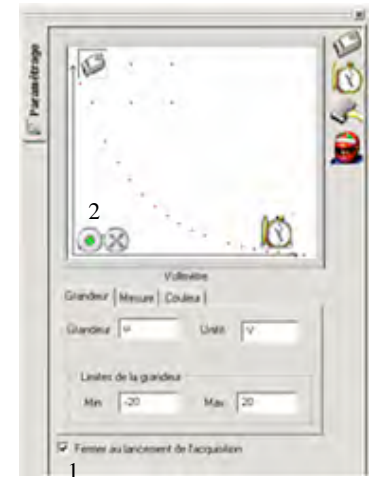 Paramétrage
2
Voltmètre
Grandeur Mesure Couleur
Grandeur u Unité V
Limites de la grandeur
Min -20 Max 20
Fermer au lancement de l'acquisition
1